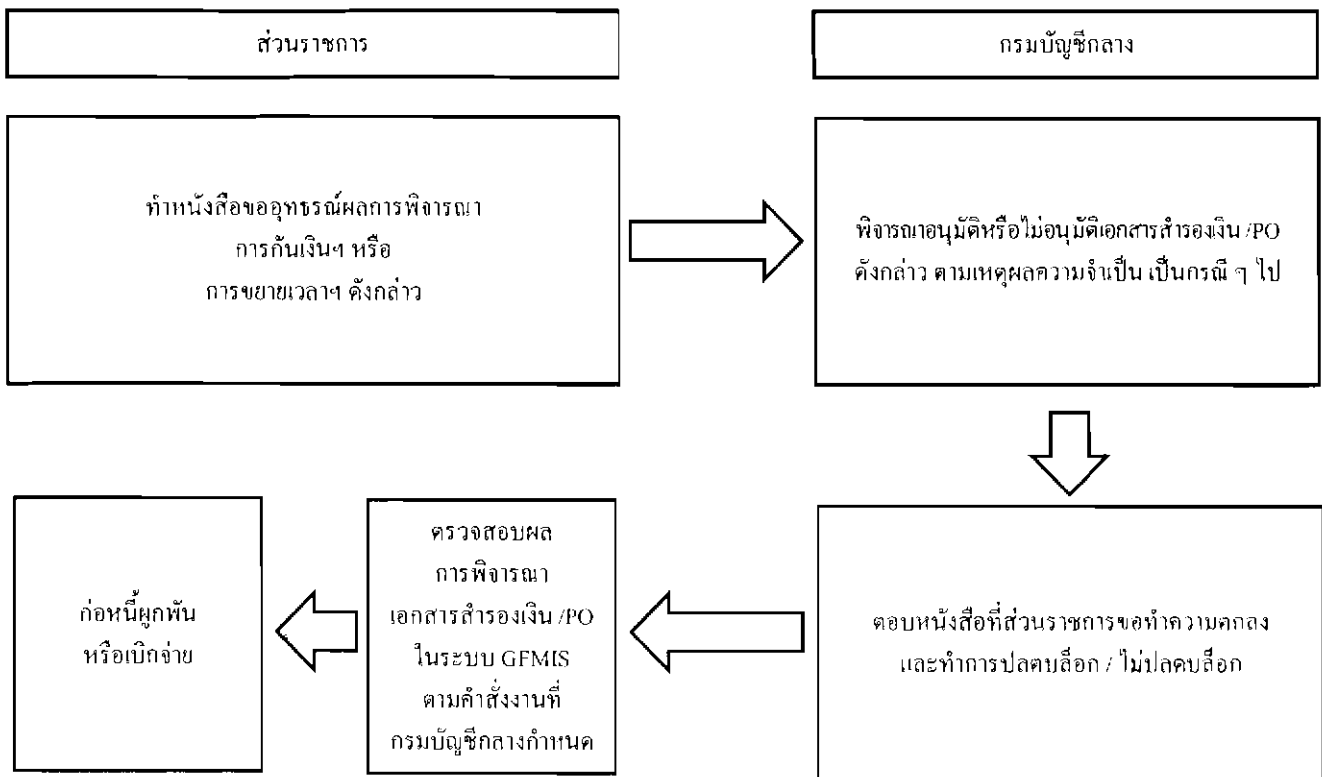 ส่วนราชการ
กรมบัญชีกลาง
ทำหนังสือขออุทธรณ์ผลการพิจารณา
การกันเงินฯ หรือ
การขยายเวลาฯ ดังกล่าว
พิจารณาอนุมัติหรือไม่อนุมัติเอกสารสำรองเงิน /PO
ดังกล่าว ตามเหตุผลความจำเป็น เป็นกรณี ๆ ไป
ตอบหนังสือที่ส่วนราชการขอทำความตกลง
และทำการปลดบล็อก / ไม่ปลดบล็อก
ตรวจสอบผล
การพิจารณา
เอกสารสำรองเงิน /PO
ในระบบ GFMIS
ตามคำสั่งงานที่
กรมบัญชีกลางกำหนด
ก่อหนี้ผูกพัน
หรือเบิกจ่าย